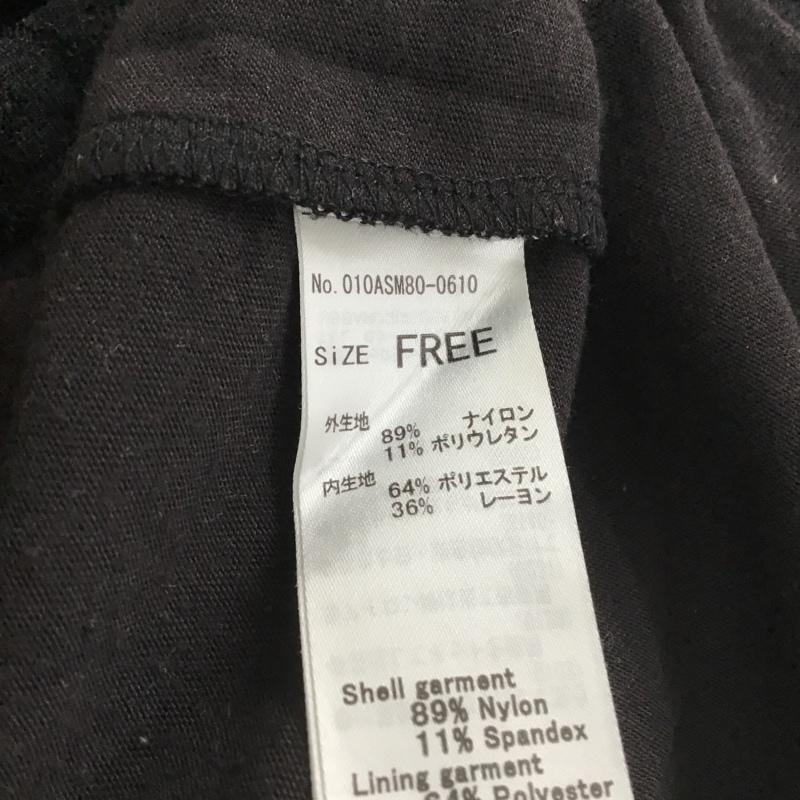 No.010ASM80-0610
SiZE FREE
外生地 89% ナイロン
11% ポリウレタン
内生地 64% ポリエステル
36% レーヨン
Shell garment
89% Nylon
11% Spandex
Lining garment
64% Polyester